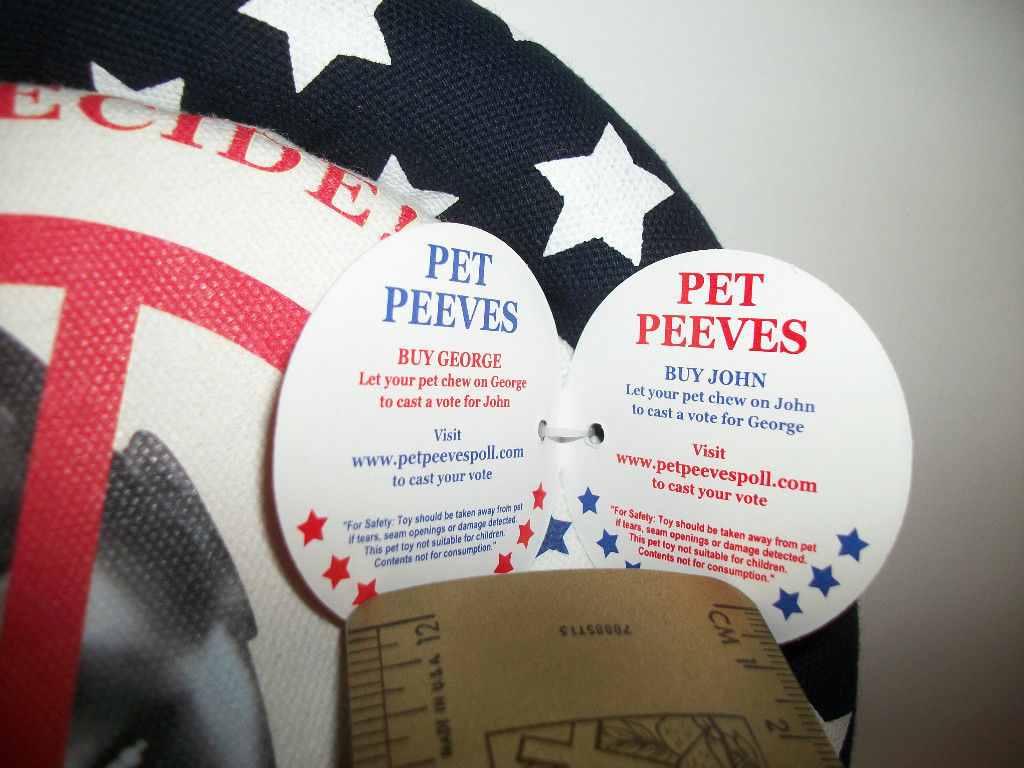 ECIDE!
PET
PEEVES
BUY GEORGE
Let your pet chew on George
to cast a vote for John
Visit
www.petpeevespoll.com
to cast your vote
"For Safety: Toy should be taken away from pet
if tears, seam openings or damage detected.
This pet toy not suitable for children.
Contents not for consumption."
PET
PEEVES
BUY JOHN
Let your pet chew on John
to cast a vote for George
Visit
www.petpeevespoll.com
to cast your vote
"For Safety: Toy should be taken away from pet
if tears, seam openings or damage detected.
This pet toy not suitable for children.
Contents not for consumption."
12
MADE IN U.S.A.
CM
1
2